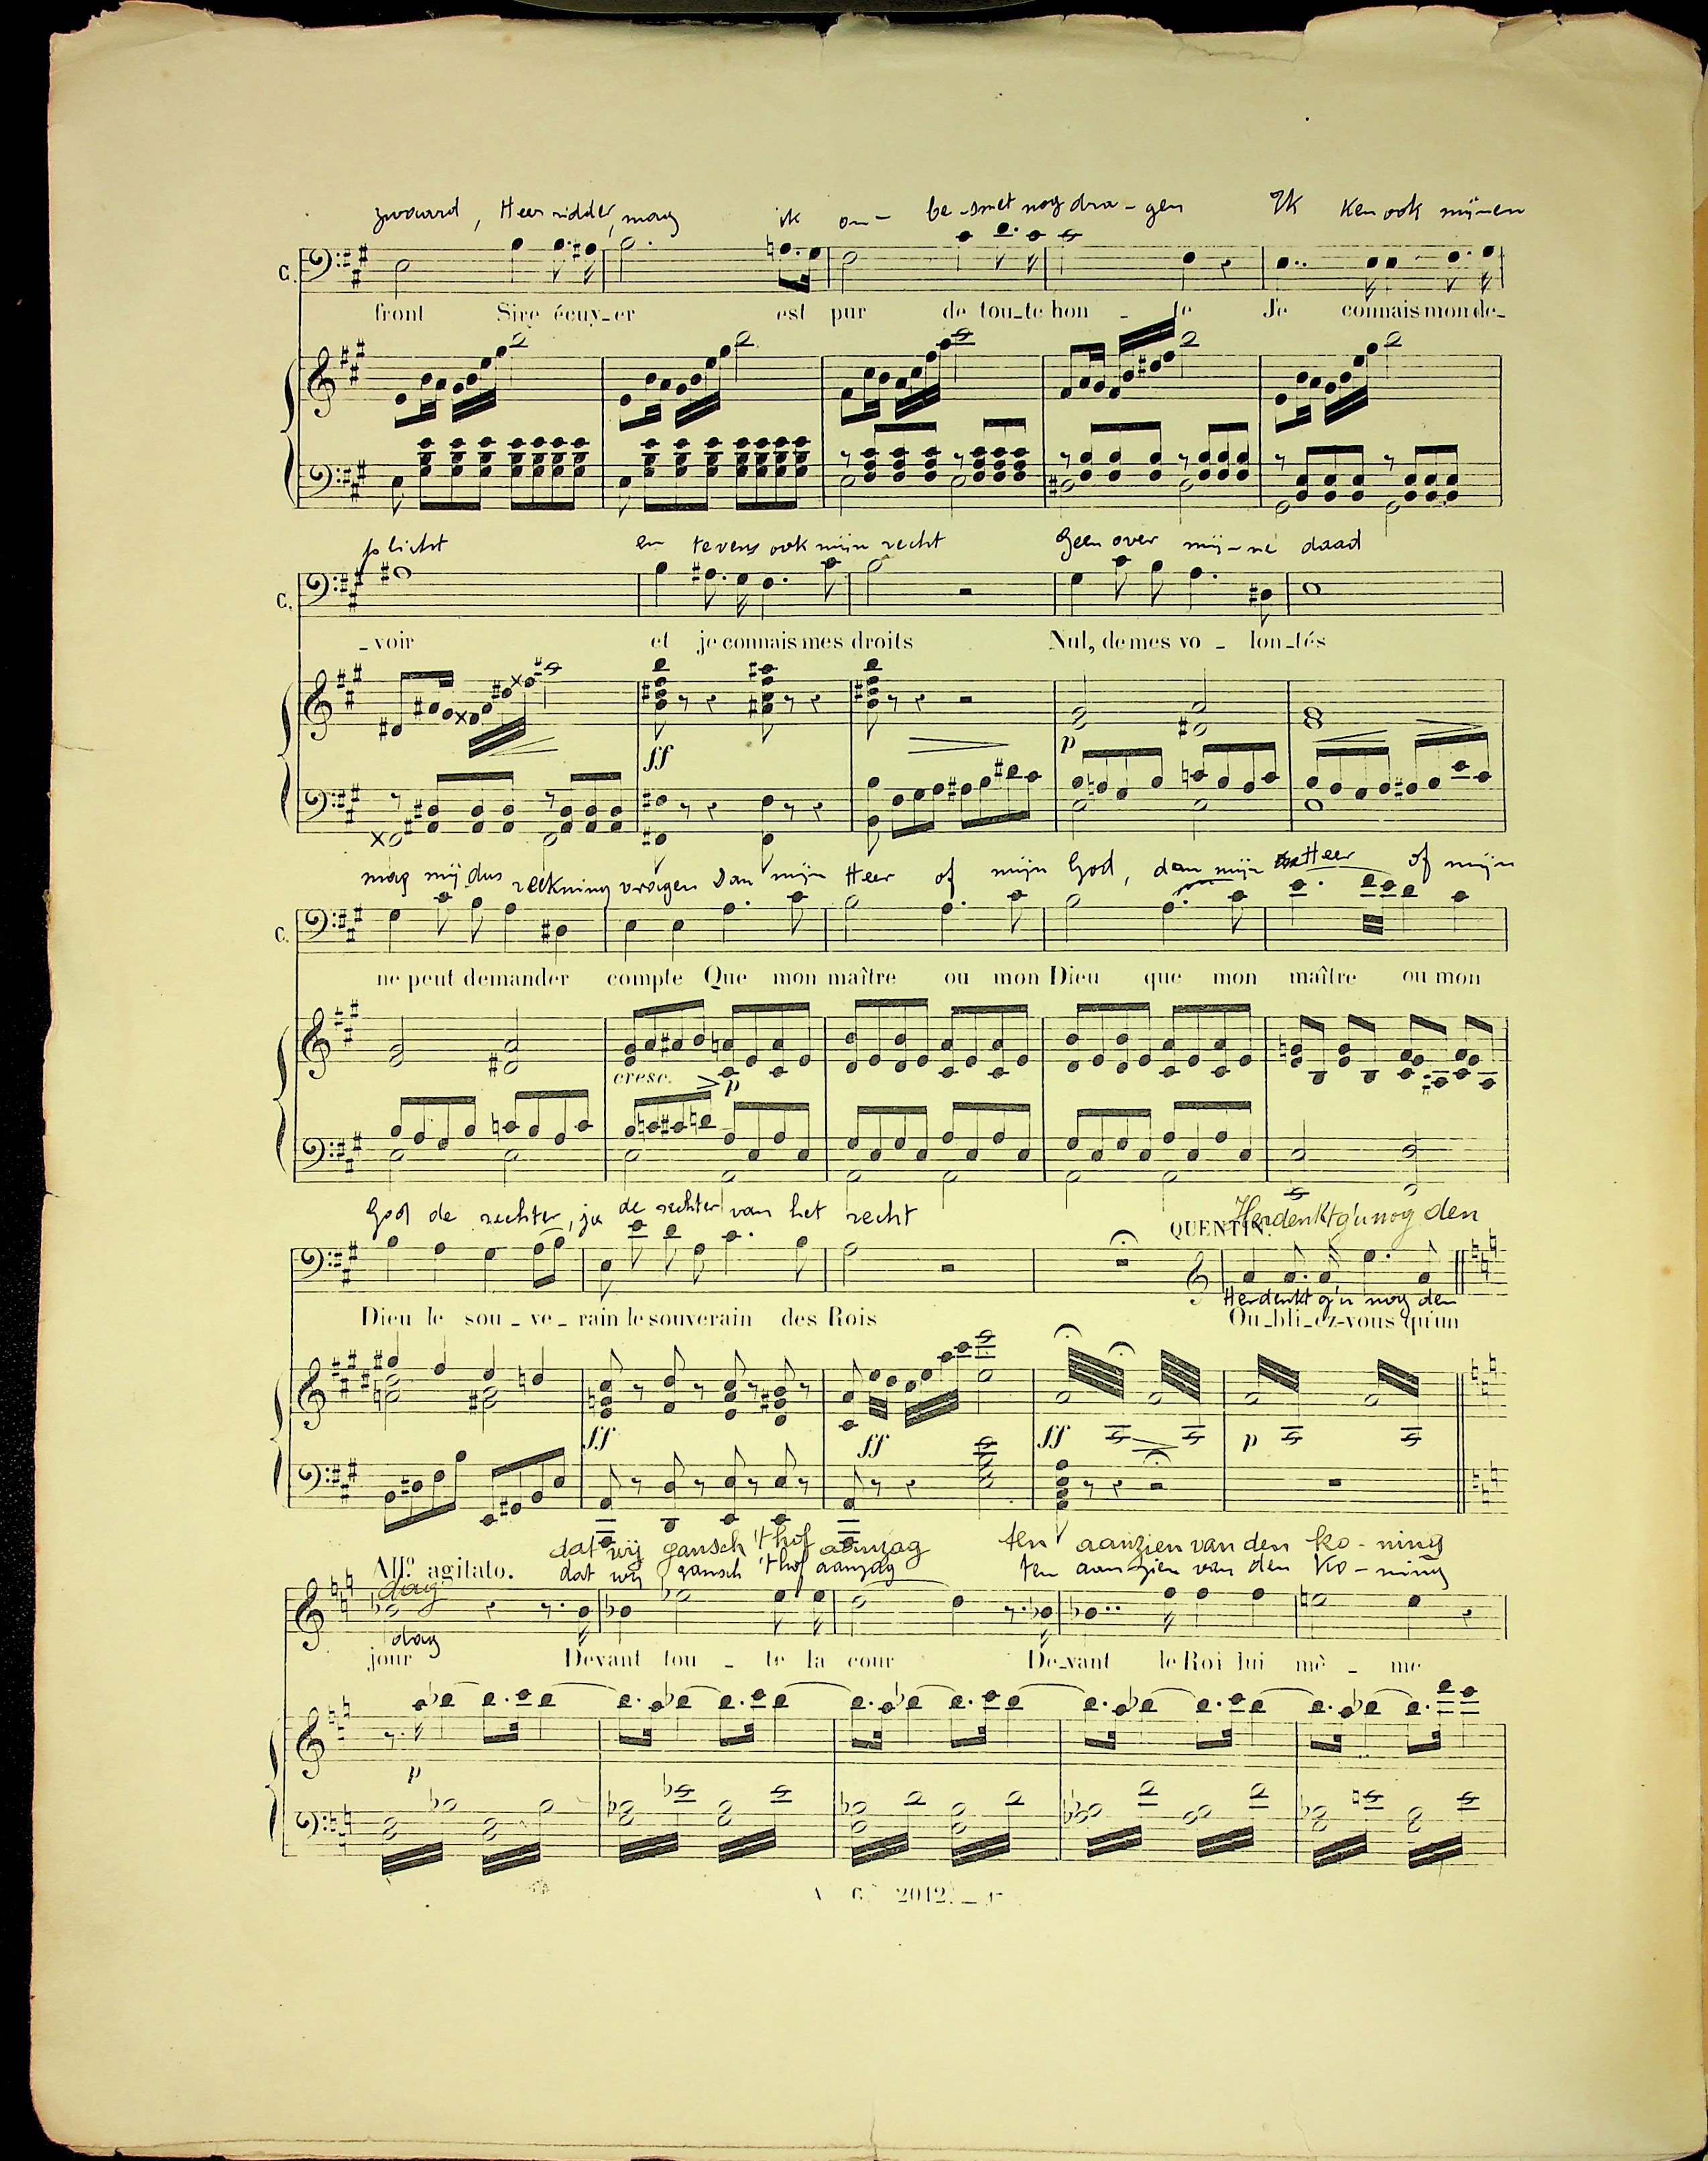 zwaard, Heer ridder, mag ik on- be-smet nog dra-gen Ik ken ook mij-nen
C.
front Sire écuy_er est pur de tou_te hon _ te Je connais mon de_
plicht en tevens ook mijn recht Geen over mij-ne daad
C.
_voir et je connais mes droits Nul, de mes vo _ lon_tés
ff
p
mag mij dus reekning vragen Dan mijn Heer of mijn God, dan mijn Heer of mijn
C.
ne peut demander compte Que mon maître ou mon Dieu que mon maître ou mon
cresc. p
God de rechter, ja de rechter van het recht Herdenkt g'u nog den
QUENTIN.
Herdenkt g'u nog den
Dieu le sou _ ve _ rain le souverain des Rois Ou_bli_ez-vous qu'un
ff ff ff p
dat wij gansch 't hof aanzag ten aanzien van den ko-ning
All.º agitato. dat wij gansch 't hof aanzag ten aanzien van den Ko-ning
dag
dag
jour Devant tou _ te la cour De_vant le Roi lui mê _ me
p
2012.